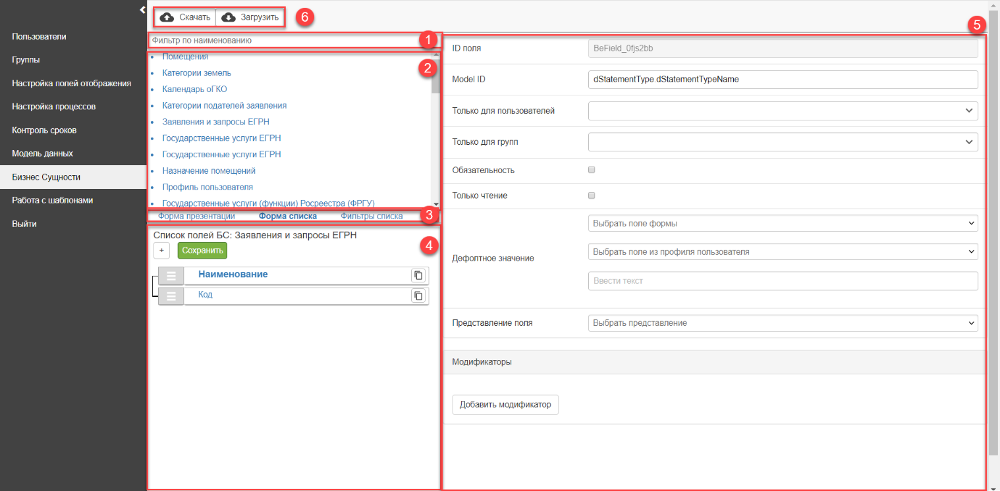 Пользователи
Группы
Настройка полей отображения
Настройка процессов
Контроль сроков
Модель данных
Бизнес Сущности
Работа с шаблонами
Выйти
Скачать Загрузить 6
Фильтр по наименованию 1
2
Помещения
Категории земель
Календарь оГКО
Категории подателей заявления
Заявления и запросы ЕГРН
Государственные услуги ЕГРН
Государственные услуги ЕГРН
Назначение помещений
Профиль пользователя
Государственные услуги (функции) Росреестра (ФРГУ)
Форма презентации Форма списка Фильтры списка 3
Список полей БС: Заявления и запросы ЕГРН 4
+ Сохранить
Наименование
Код
5
ID поля BeField_0fjs2bb
Model ID dStatementType.dStatementTypeName
Только для пользователей
Только для групп
Обязательность
Только чтение
Дефолтное значение
Выбрать поле формы
Выбрать поле из профиля пользователя
Ввести текст
Представление поля Выбрать представление
Модификаторы
Добавить модификатор